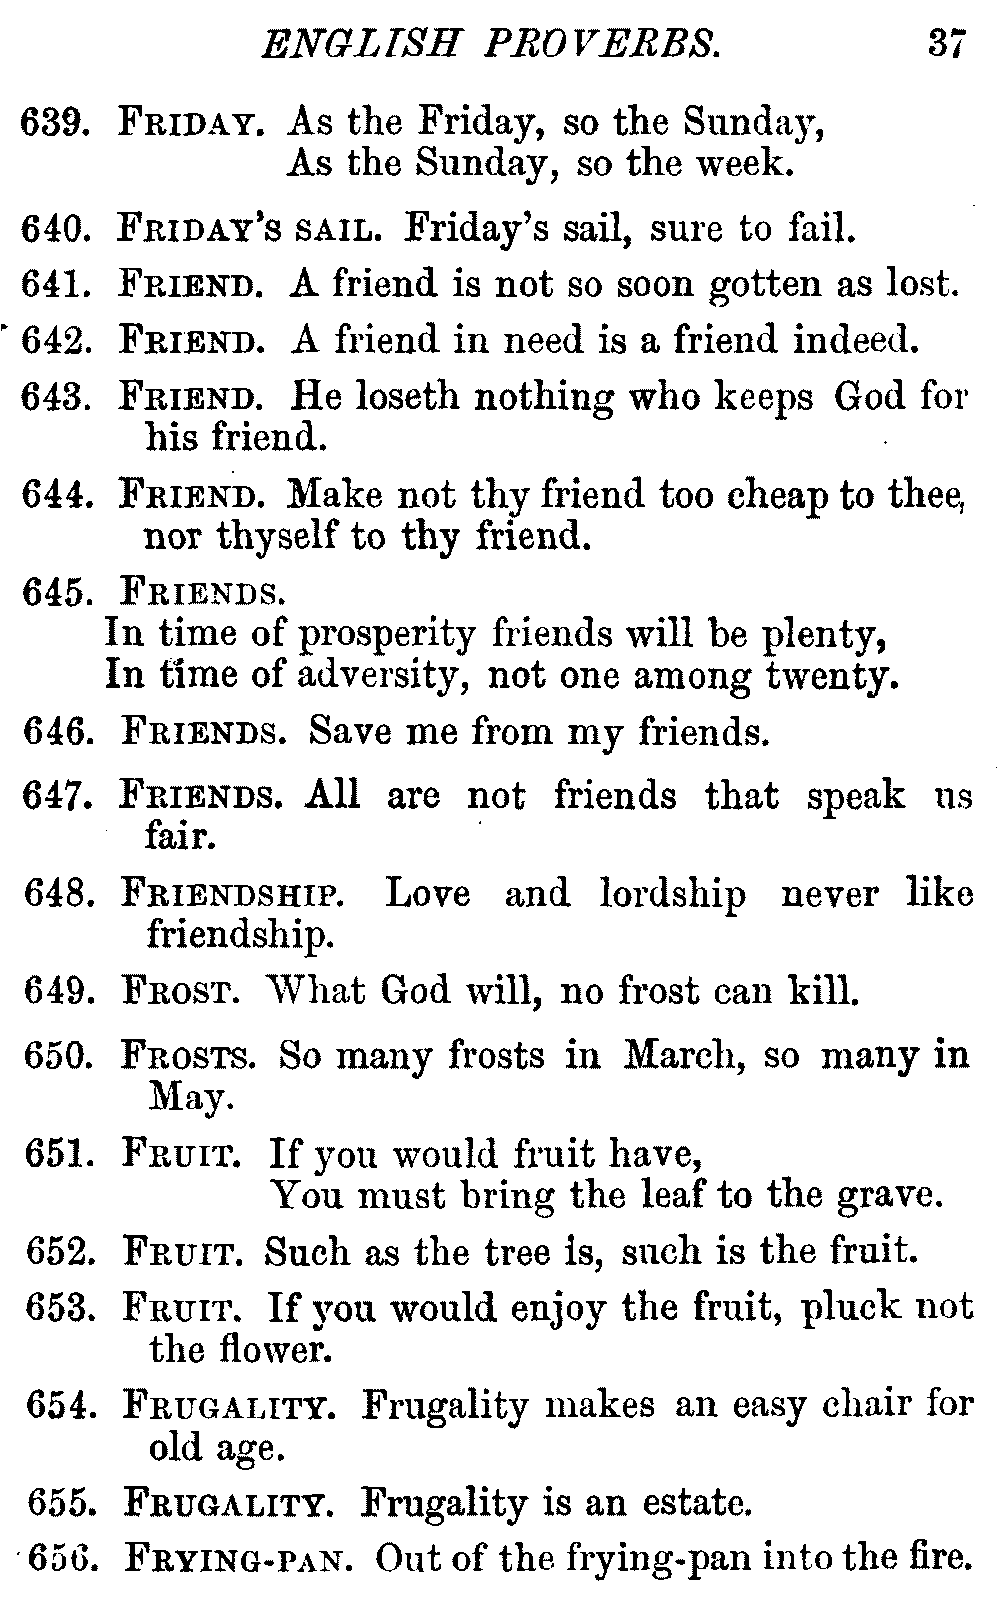 ENGLISH PROVERBS. 37
639. FRIDAY. As the Friday, so the Sunday,
As the Sunday, so the week.
640. FRIDAY'S SAIL. Friday's sail, sure to fail.
641. FRIEND. A friend is not so soon gotten as lost.
642. FRIEND. A friend in need is a friend indeed.
643. FRIEND. He loseth nothing who keeps God for
his friend.
644. FRIEND. Make not thy friend too cheap to thee,
nor thyself to thy friend.
645. FRIENDS.
In time of prosperity friends will be plenty,
In time of adversity, not one among twenty.
646. FRIENDS. Save me from my friends.
647. FRIENDS. All are not friends that speak us
fair.
648. FRIENDSHIP. Love and lordship never like
friendship.
649. FROST. What God will, no frost can kill.
650. FROSTS. So many frosts in March, so many in
May.
651. FRUIT. If you would fruit have,
You must bring the leaf to the grave.
652. FRUIT. Such as the tree is, such is the fruit.
653. FRUIT. If you would enjoy the fruit, pluck not
the flower.
654. FRUGALITY. Frugality makes an easy chair for
old age.
655. FRUGALITY. Frugality is an estate.
656. FRYING-PAN. Out of the frying-pan into the fire.